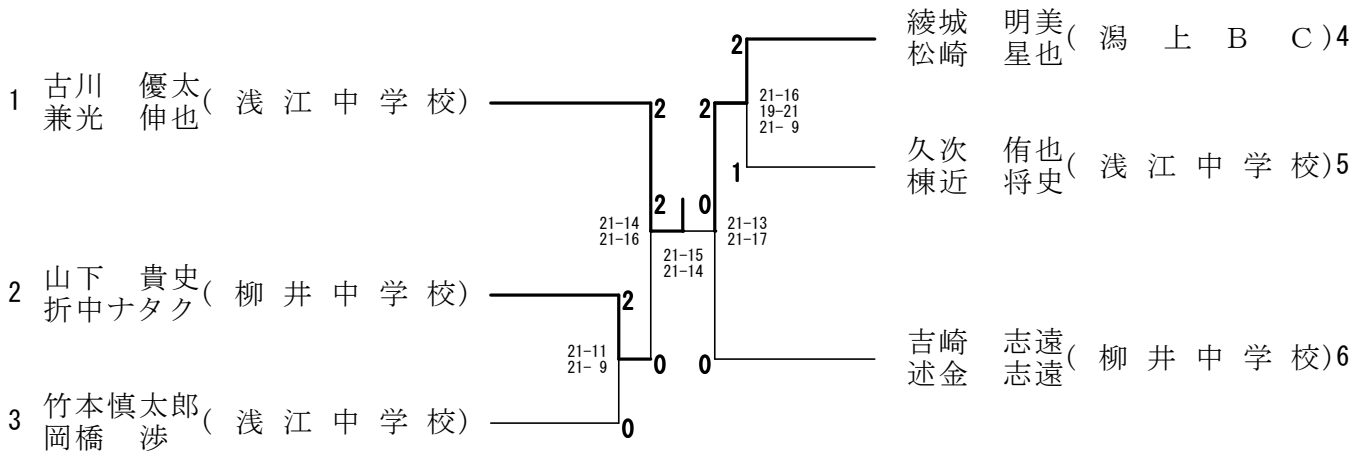 1 古川　優太
兼光　伸也
( 浅 江 中 学 校 )
2 山下　貴史
折中ナタク
( 柳 井 中 学 校 )
3 竹本慎太郎
岡橋　渉
( 浅 江 中 学 校 )
2
0
21-11
21- 9
2
0
21-14
21-16
2
0
21-15
21-14
2
0
21-13
21-17
2
1
21-16
19-21
21- 9
綾城　明美
松崎　星也
( 潟 上 Ｂ Ｃ )4
久次　侑也
棟近　将史
( 浅 江 中 学 校)5
吉崎　志遠
述金　志遠
( 柳 井 中 学 校)6